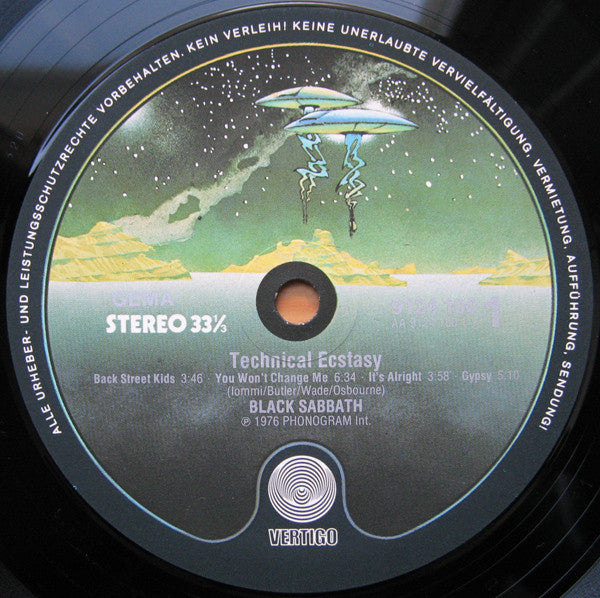 ALLE URHEBER- UND LEISTUNGSSCHUTZRECHTE VORBEHALTEN. KEIN VERLEIH! KEINE UNERLAUBTE VERVIELFÄLTIGUNG, VERMIETUNG, AUFFÜHRUNG, SENDUNG!
GEMA
STEREO 33⅓
1
Technical Ecstasy
Back Street Kids 3:46 · You Won't Change Me 6.34 · It's Alright 3:58 · Gypsy 5:10
(Iommi/Butler/Wade/Osbourne)
BLACK SABBATH
℗ 1976 PHONOGRAM Int.
VERTIGO